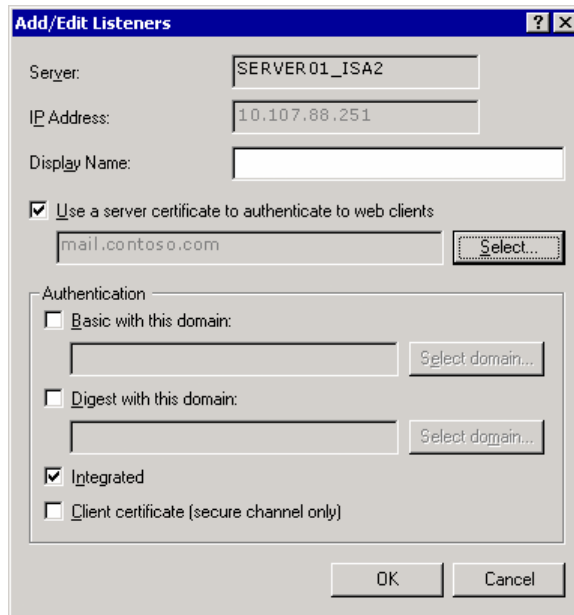 Add/Edit Listeners
Server: SERVER01_ISA2
IP Address: 10.107.88.251
Display Name:
Use a server certificate to authenticate to web clients
mail.contoso.com Select...
Authentication
Basic with this domain:
Select domain...
Digest with this domain:
Select domain...
Integrated
Client certificate (secure channel only)
OK Cancel